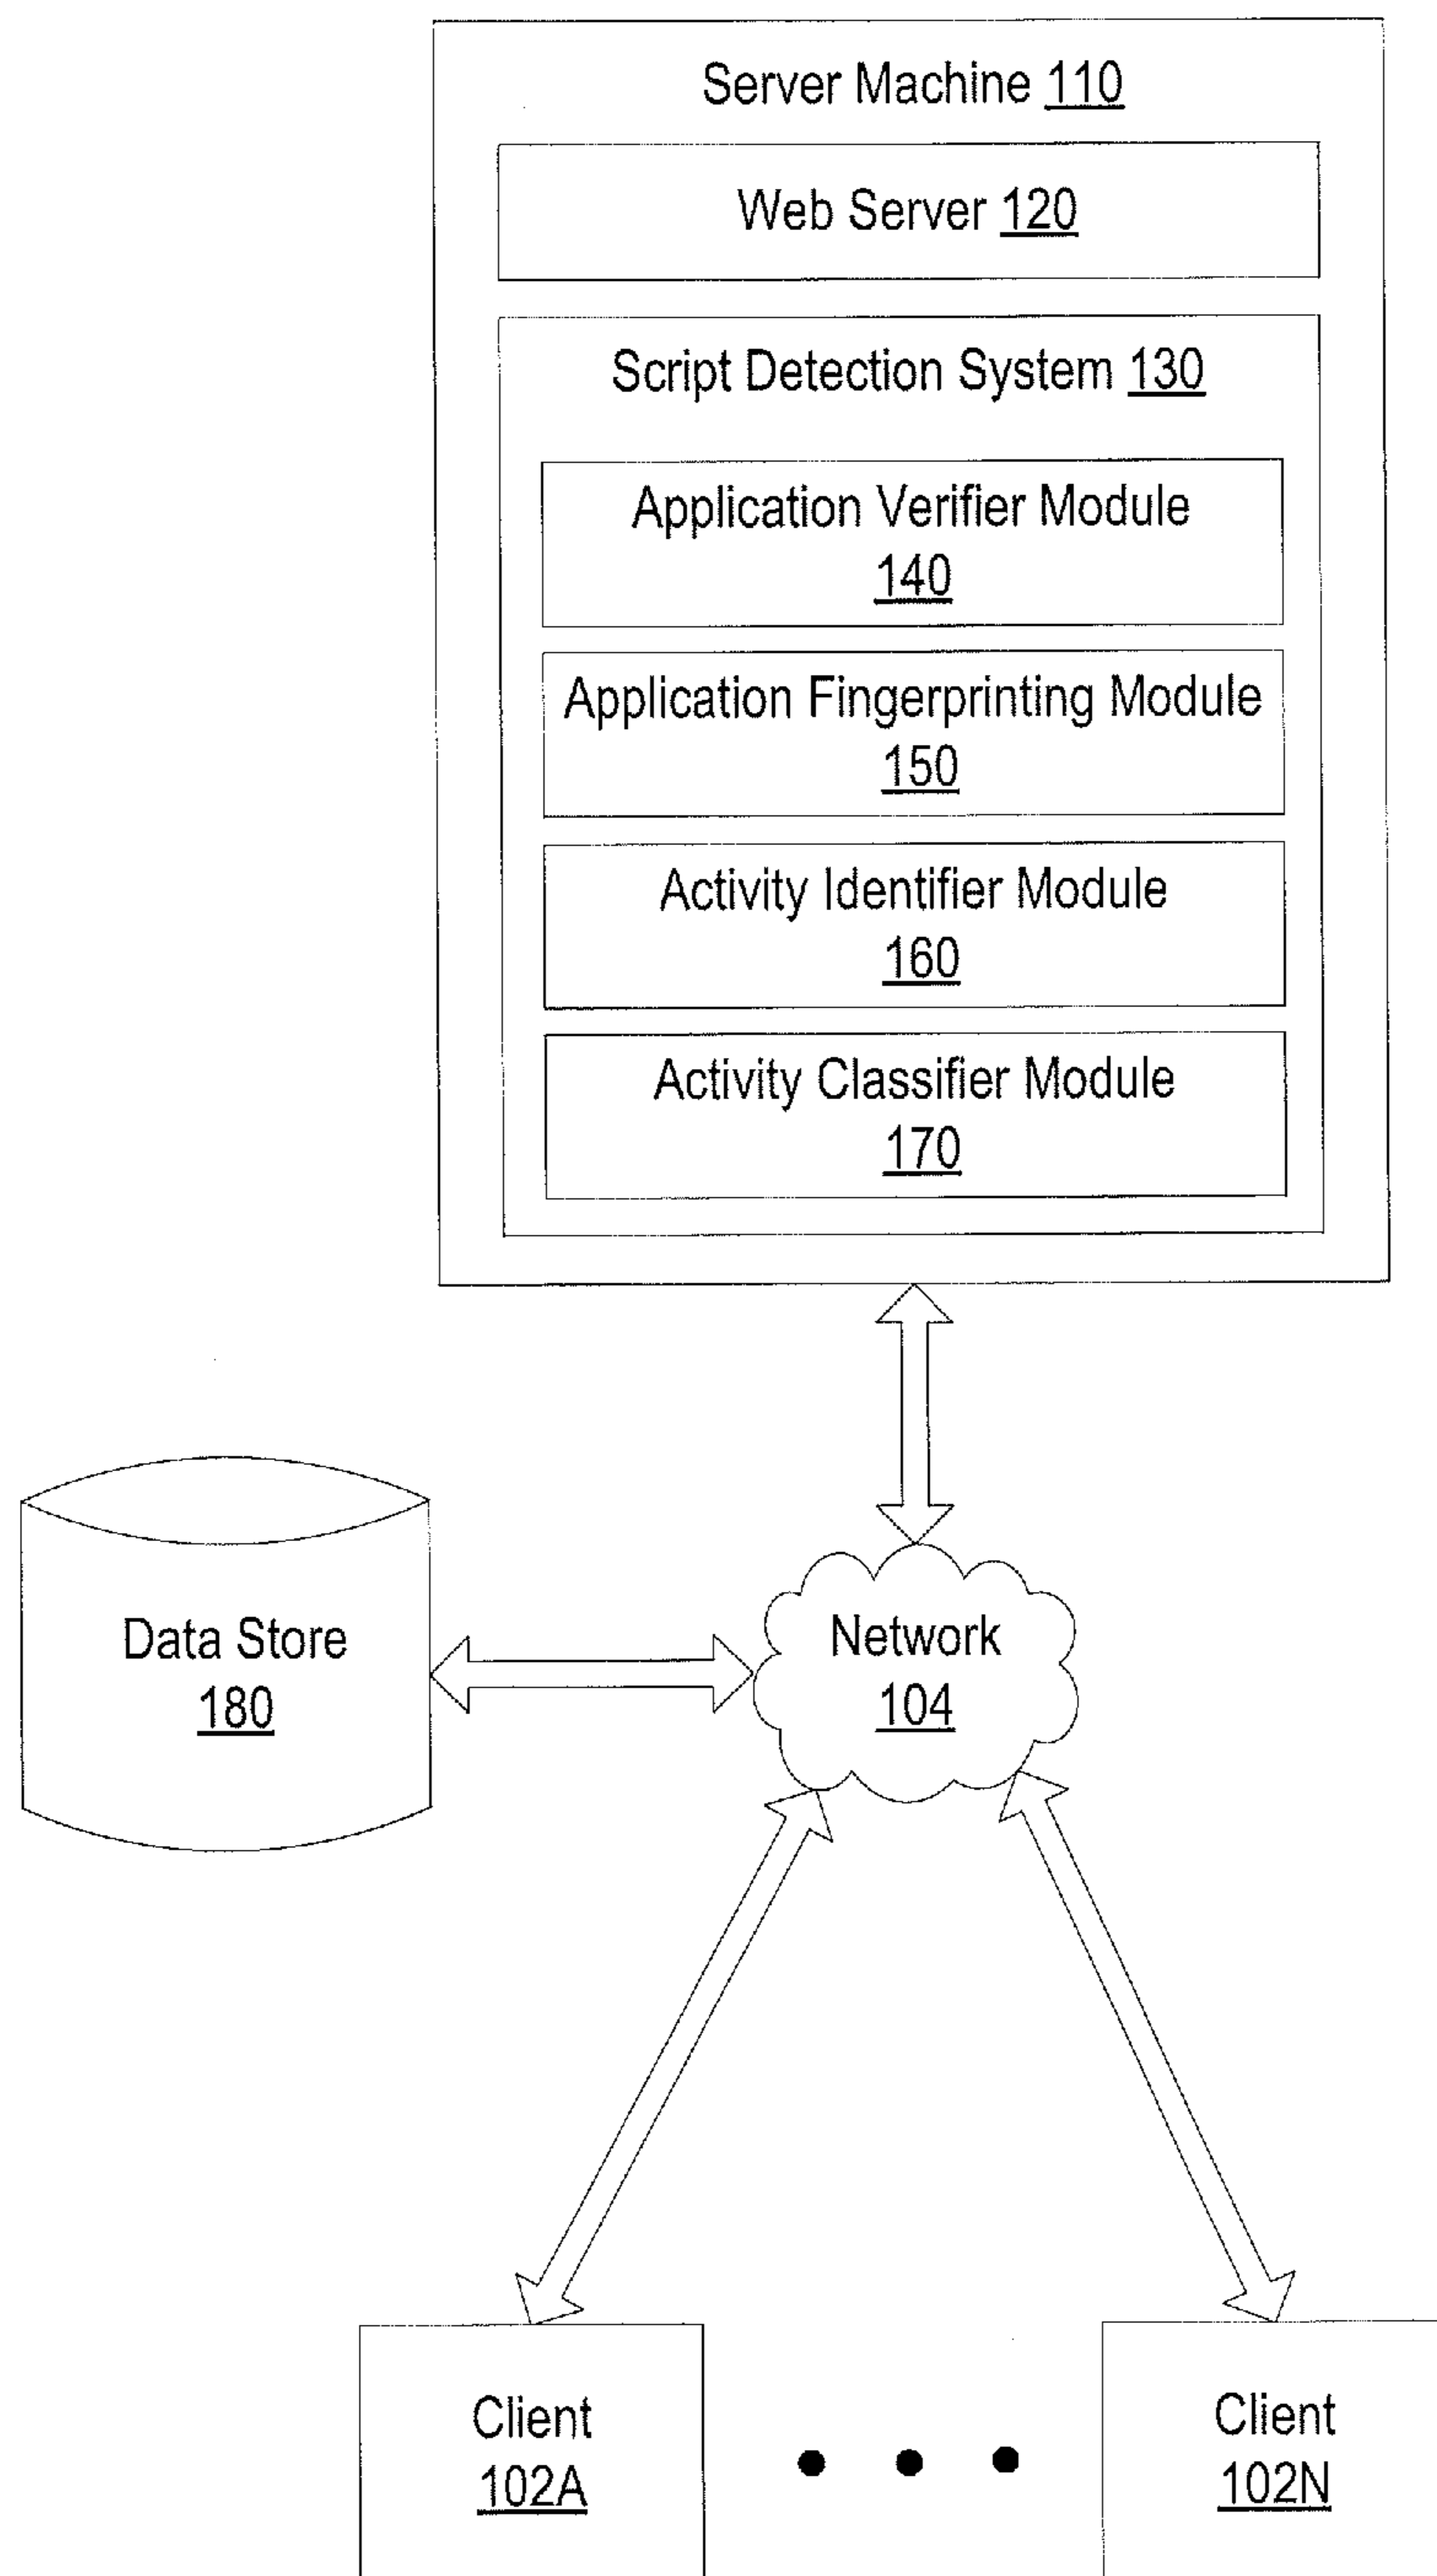 Server Machine 110
Web Server 120
Script Detection System 130
Application Verifier Module
140
Application Fingerprinting Module
150
Activity Identifier Module
160
Activity Classifier Module
170
Data Store
180
Network
104
Client
102A
Client
102N